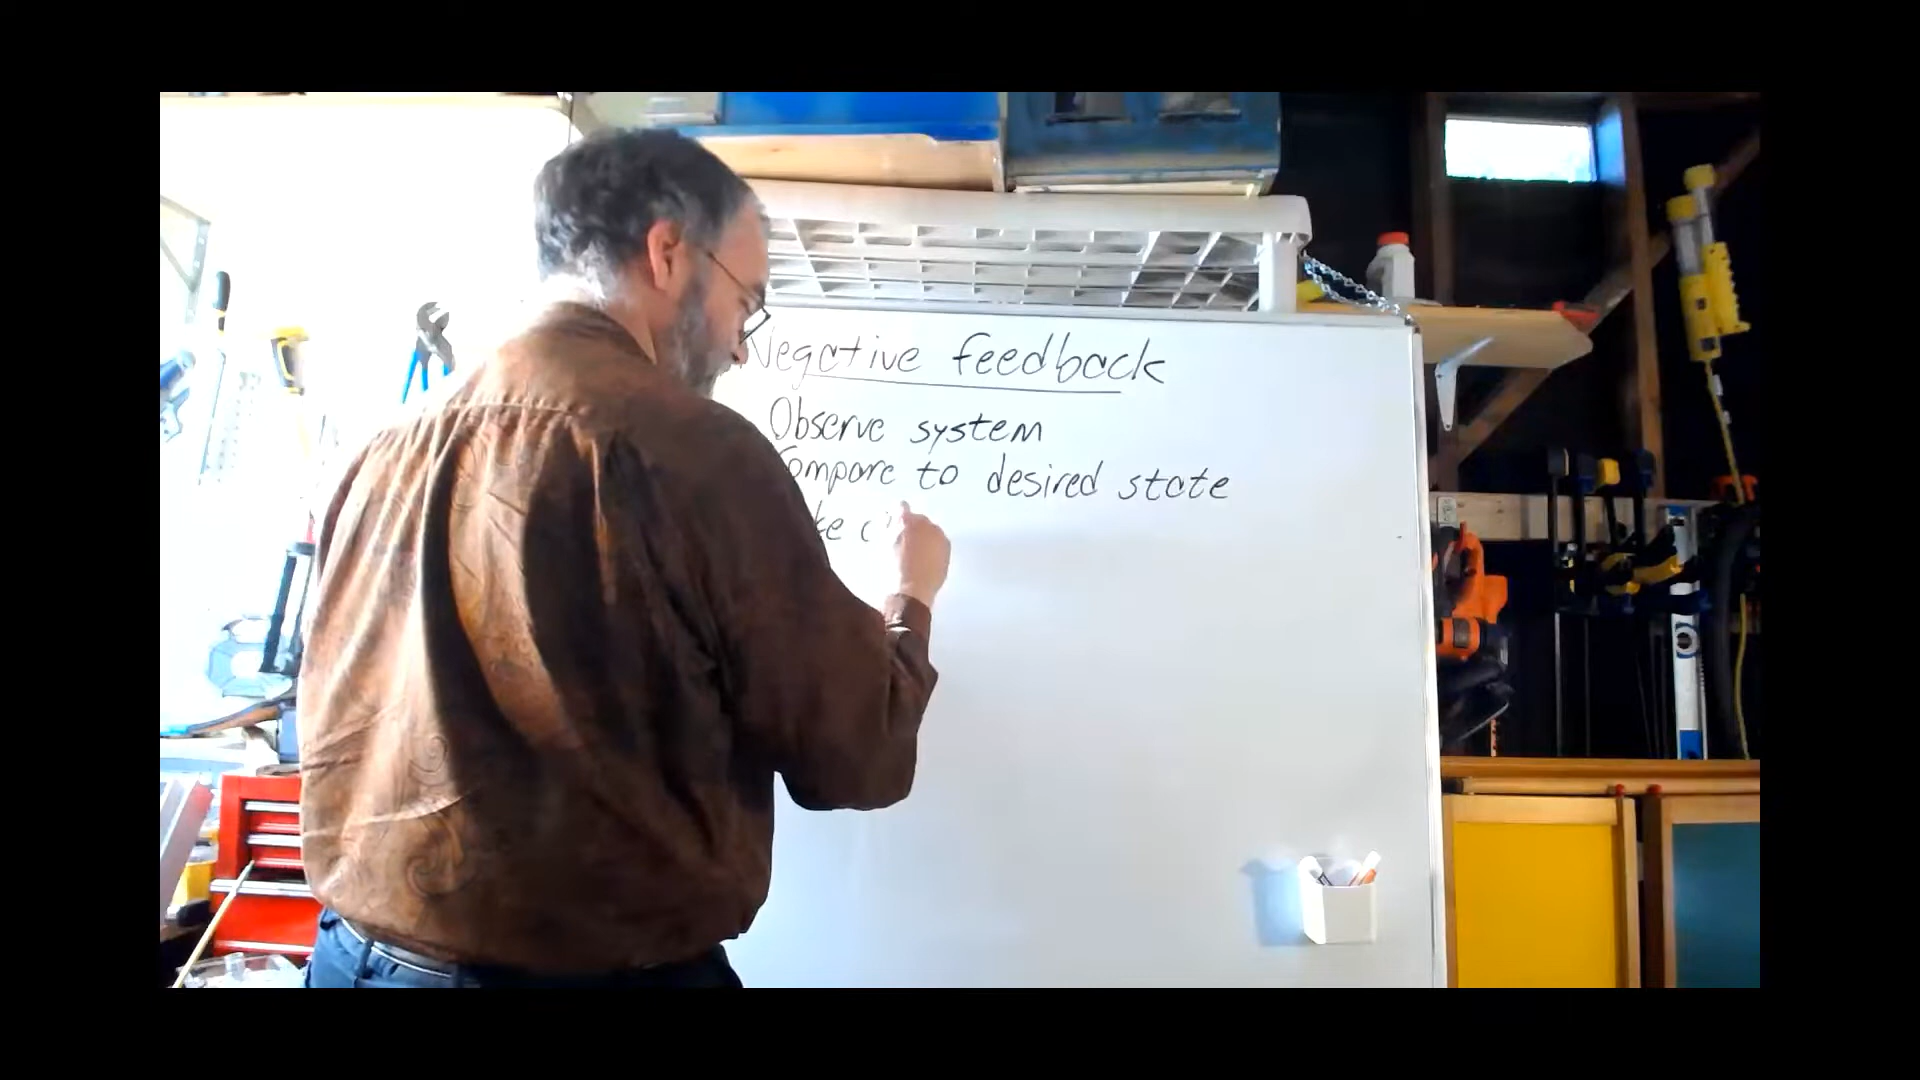 Negative feedback
Observe system
Compare to desired state